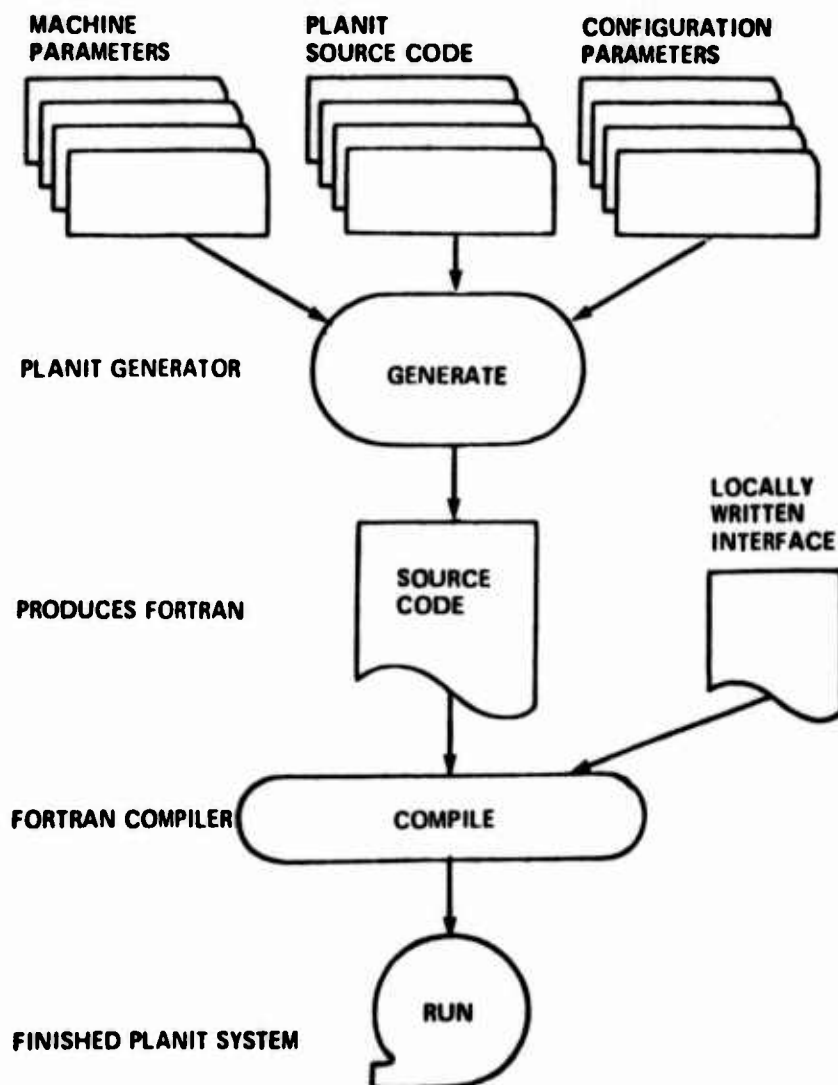 MACHINE
PARAMETERS
PLANIT
SOURCE CODE
CONFIGURATION
PARAMETERS
PLANIT GENERATOR
GENERATE
LOCALLY
WRITTEN
INTERFACE
SOURCE
CODE
PRODUCES FORTRAN
FORTRAN COMPILER
COMPILE
RUN
FINISHED PLANIT SYSTEM